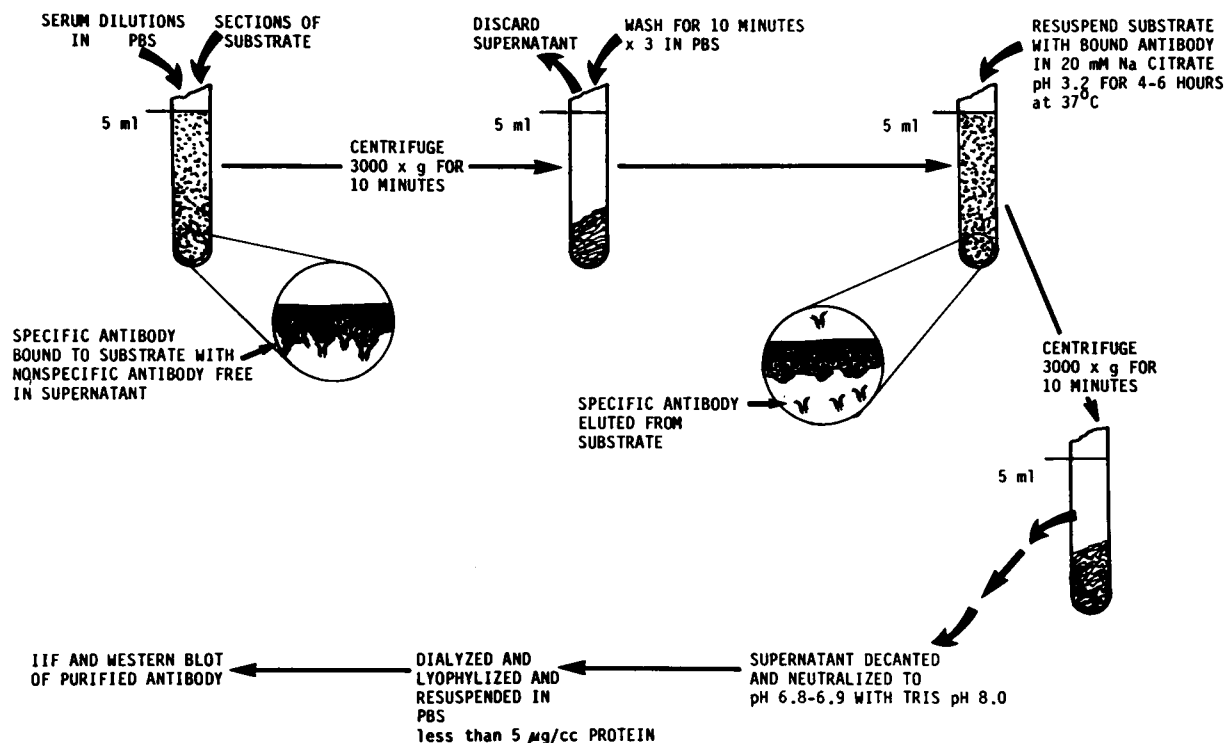 SERUM DILUTIONS
IN PBS
SECTIONS OF
SUBSTRATE
5 ml
CENTRIFUGE
3000 x g FOR
10 MINUTES
DISCARD
SUPERNATANT
WASH FOR 10 MINUTES
x 3 IN PBS
5 ml
RESUSPEND SUBSTRATE
WITH BOUND ANTIBODY
IN 20 mM Na CITRATE
pH 3.2 FOR 4-6 HOURS
at 37°C
5 ml
SPECIFIC ANTIBODY
BOUND TO SUBSTRATE WITH
NONSPECIFIC ANTIBODY FREE
IN SUPERNATANT
SPECIFIC ANTIBODY
ELUTED FROM
SUBSTRATE
CENTRIFUGE
3000 x g FOR
10 MINUTES
5 ml
SUPERNATANT DECANTED
AND NEUTRALIZED TO
pH 6.8-6.9 WITH TRIS pH 8.0
DIALYZED AND
LYOPHYLIZED AND
RESUSPENDED IN
PBS
less than 5 µg/cc PROTEIN
IIF AND WESTERN BLOT
OF PURIFIED ANTIBODY